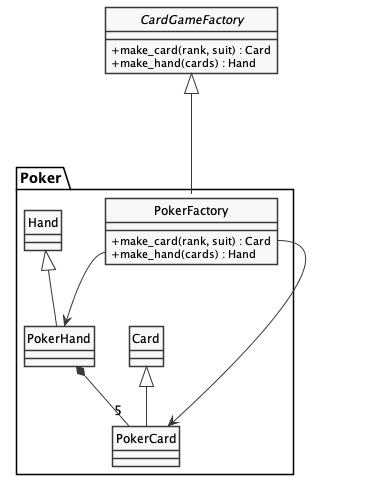 CardGameFactory
+make_card(rank, suit) : Card
+make_hand(cards) : Hand
Poker
Hand
PokerFactory
+make_card(rank, suit) : Card
+make_hand(cards) : Hand
PokerHand
Card
5
PokerCard